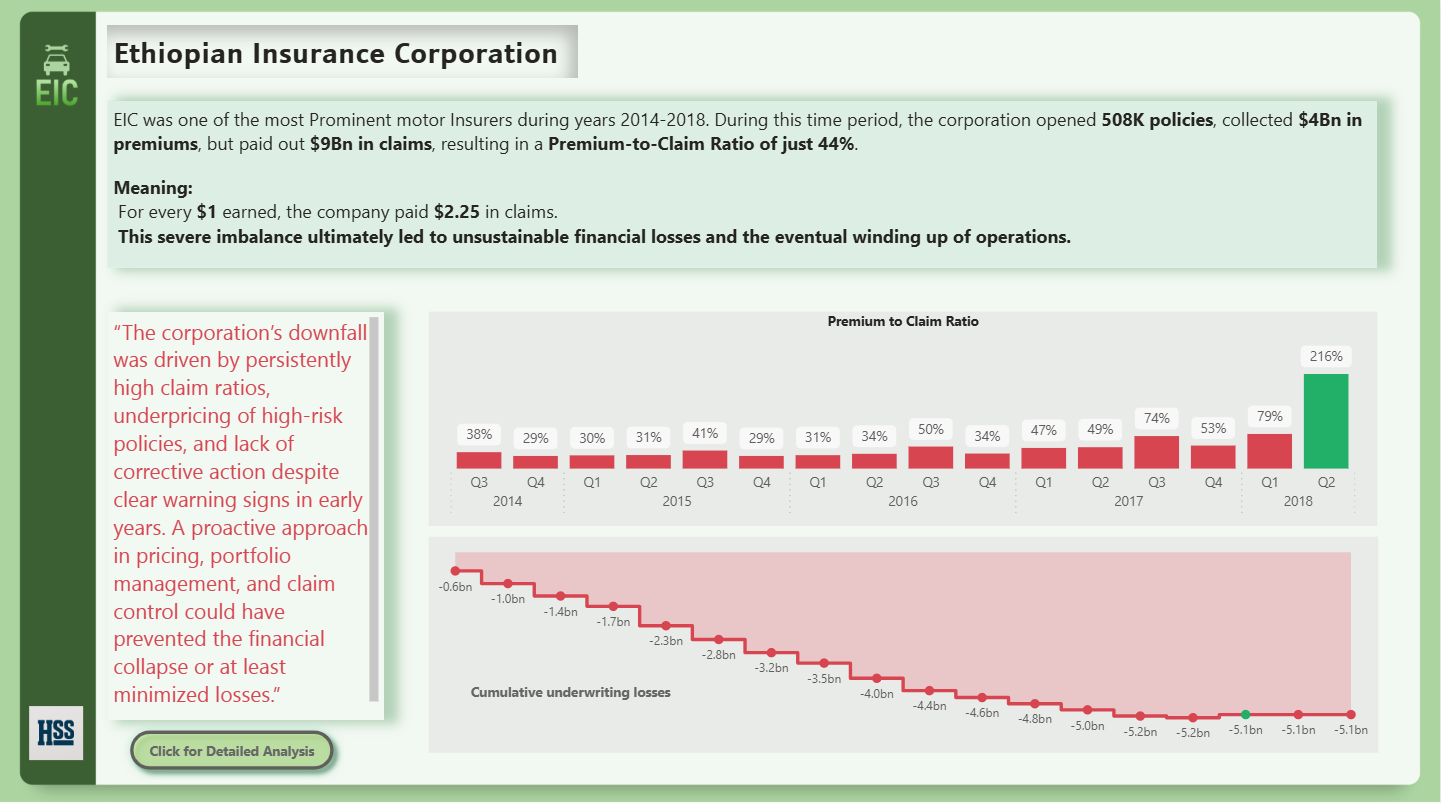 EIC
Ethiopian Insurance Corporation
EIC was one of the most Prominent motor Insurers during years 2014-2018. During this time period, the corporation opened 508K policies, collected $4Bn in
premiums, but paid out $9Bn in claims, resulting in a Premium-to-Claim Ratio of just 44%.
Meaning:
For every $1 earned, the company paid $2.25 in claims.
This severe imbalance ultimately led to unsustainable financial losses and the eventual winding up of operations.
“The corporation’s downfall
was driven by persistently
high claim ratios,
underpricing of high-risk
policies, and lack of
corrective action despite
clear warning signs in early
years. A proactive approach
in pricing, portfolio
management, and claim
control could have
prevented the financial
collapse or at least
minimized losses.”
HSS
Click for Detailed Analysis
Premium to Claim Ratio
38% 29% 30% 31% 41% 29% 31% 34% 50% 34% 47% 49% 74% 53% 79% 216%
Q3 Q4 Q1 Q2 Q3 Q4 Q1 Q2 Q3 Q4 Q1 Q2 Q3 Q4 Q1 Q2
2014 2015 2016 2017 2018
-0.6bn -1.0bn -1.4bn -1.7bn -2.3bn -2.8bn -3.2bn -3.5bn -4.0bn -4.4bn -4.6bn -4.8bn -5.0bn -5.2bn -5.2bn -5.1bn -5.1bn -5.1bn
Cumulative underwriting losses